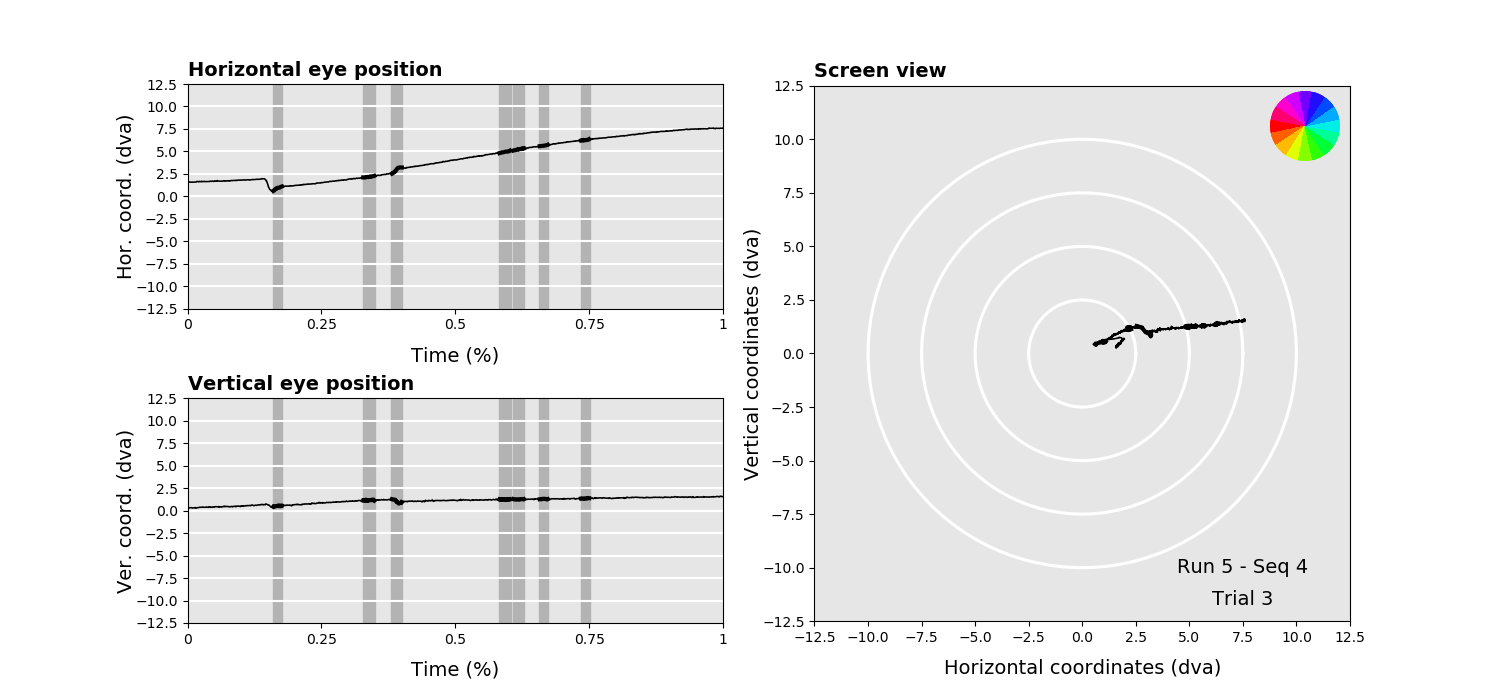 Horizontal eye position
Hor. coord. (dva)
12.5
10.0
7.5
5.0
2.5
0.0
−2.5
−5.0
−7.5
−10.0
−12.5
0 0.25 0.5 0.75 1
Time (%)
Vertical eye position
Ver. coord. (dva)
12.5
10.0
7.5
5.0
2.5
0.0
−2.5
−5.0
−7.5
−10.0
−12.5
0 0.25 0.5 0.75 1
Time (%)
Screen view
Vertical coordinates (dva)
12.5
10.0
7.5
5.0
2.5
0.0
−2.5
−5.0
−7.5
−10.0
−12.5
Run 5 - Seq 4
Trial 3
−12.5 −10.0 −7.5 −5.0 −2.5 0.0 2.5 5.0 7.5 10.0 12.5
Horizontal coordinates (dva)